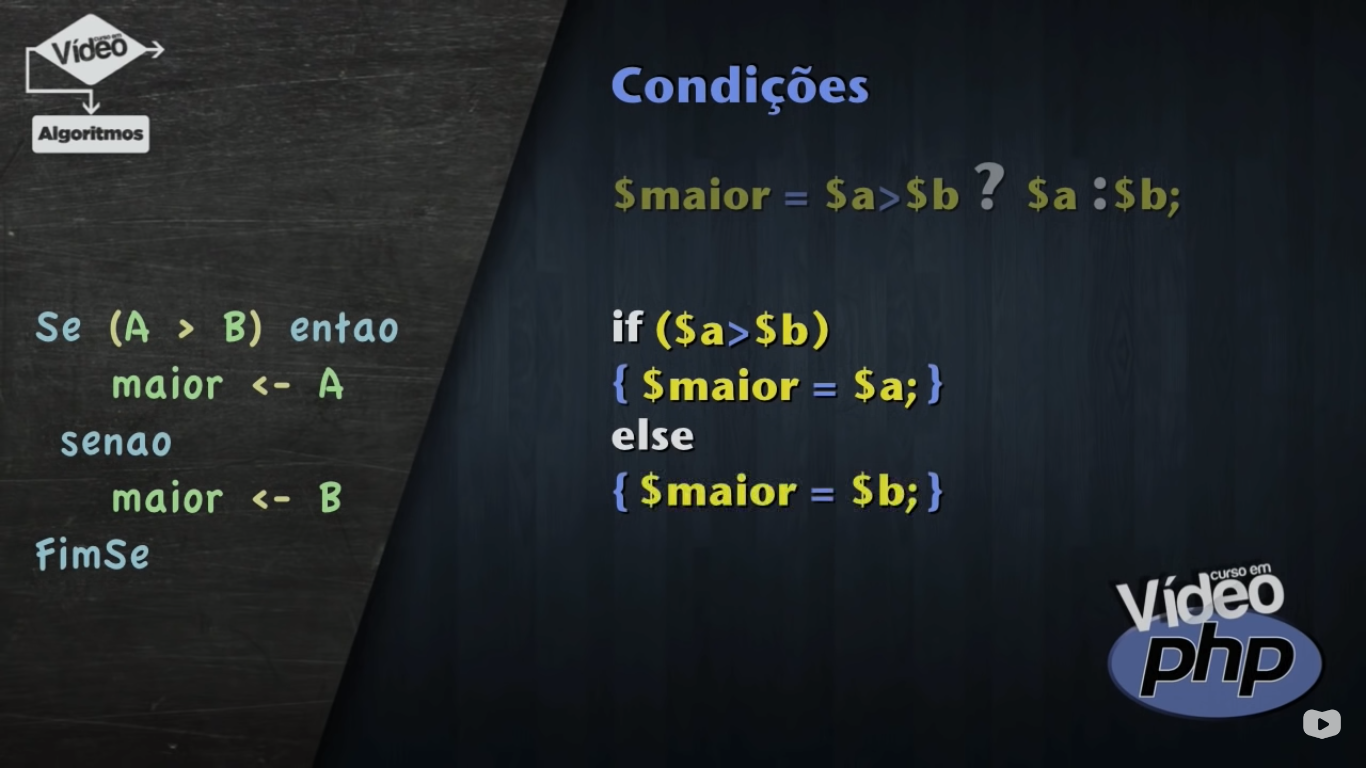 curso em
Vídeo
Algoritmos
Condições
$maior = $a>$b ? $a :$b;
Se (A > B) entao
maior <- A
senao
maior <- B
FimSe
if ($a>$b)
{ $maior = $a; }
else
{ $maior = $b; }
curso em
Vídeo
php